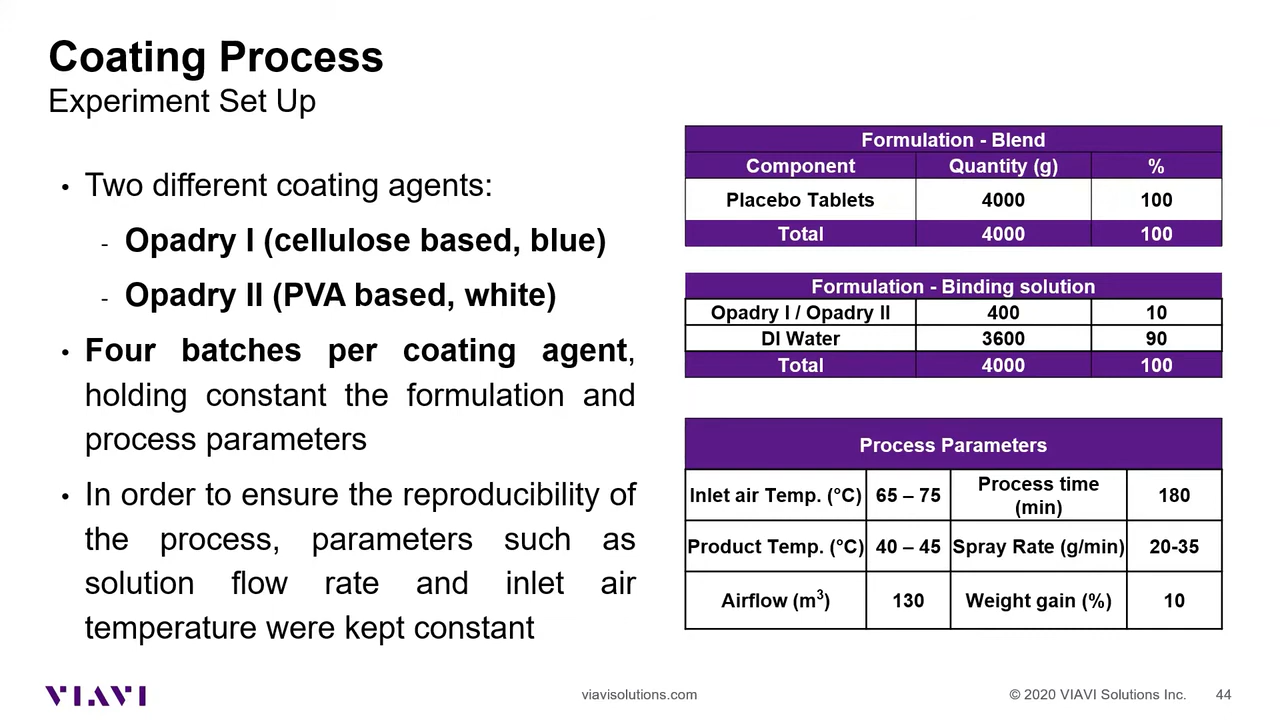 Coating Process
Experiment Set Up
• Two different coating agents:
- Opadry I (cellulose based, blue)
- Opadry II (PVA based, white)
• Four batches per coating agent,
holding constant the formulation and
process parameters
• In order to ensure the reproducibility of
the process, parameters such as
solution flow rate and inlet air
temperature were kept constant
Formulation - Blend
Component Quantity (g) %
Placebo Tablets 4000 100
Total 4000 100
Formulation - Binding solution
Opadry I / Opadry II 400 10
DI Water 3600 90
Total 4000 100
Process Parameters
Inlet air Temp. (°C) 65 – 75 Process time
(min) 180
Product Temp. (°C) 40 – 45 Spray Rate (g/min) 20-35
Airflow (m³) 130 Weight gain (%) 10
VIAVI
viavisolutions.com
© 2020 VIAVI Solutions Inc. 44